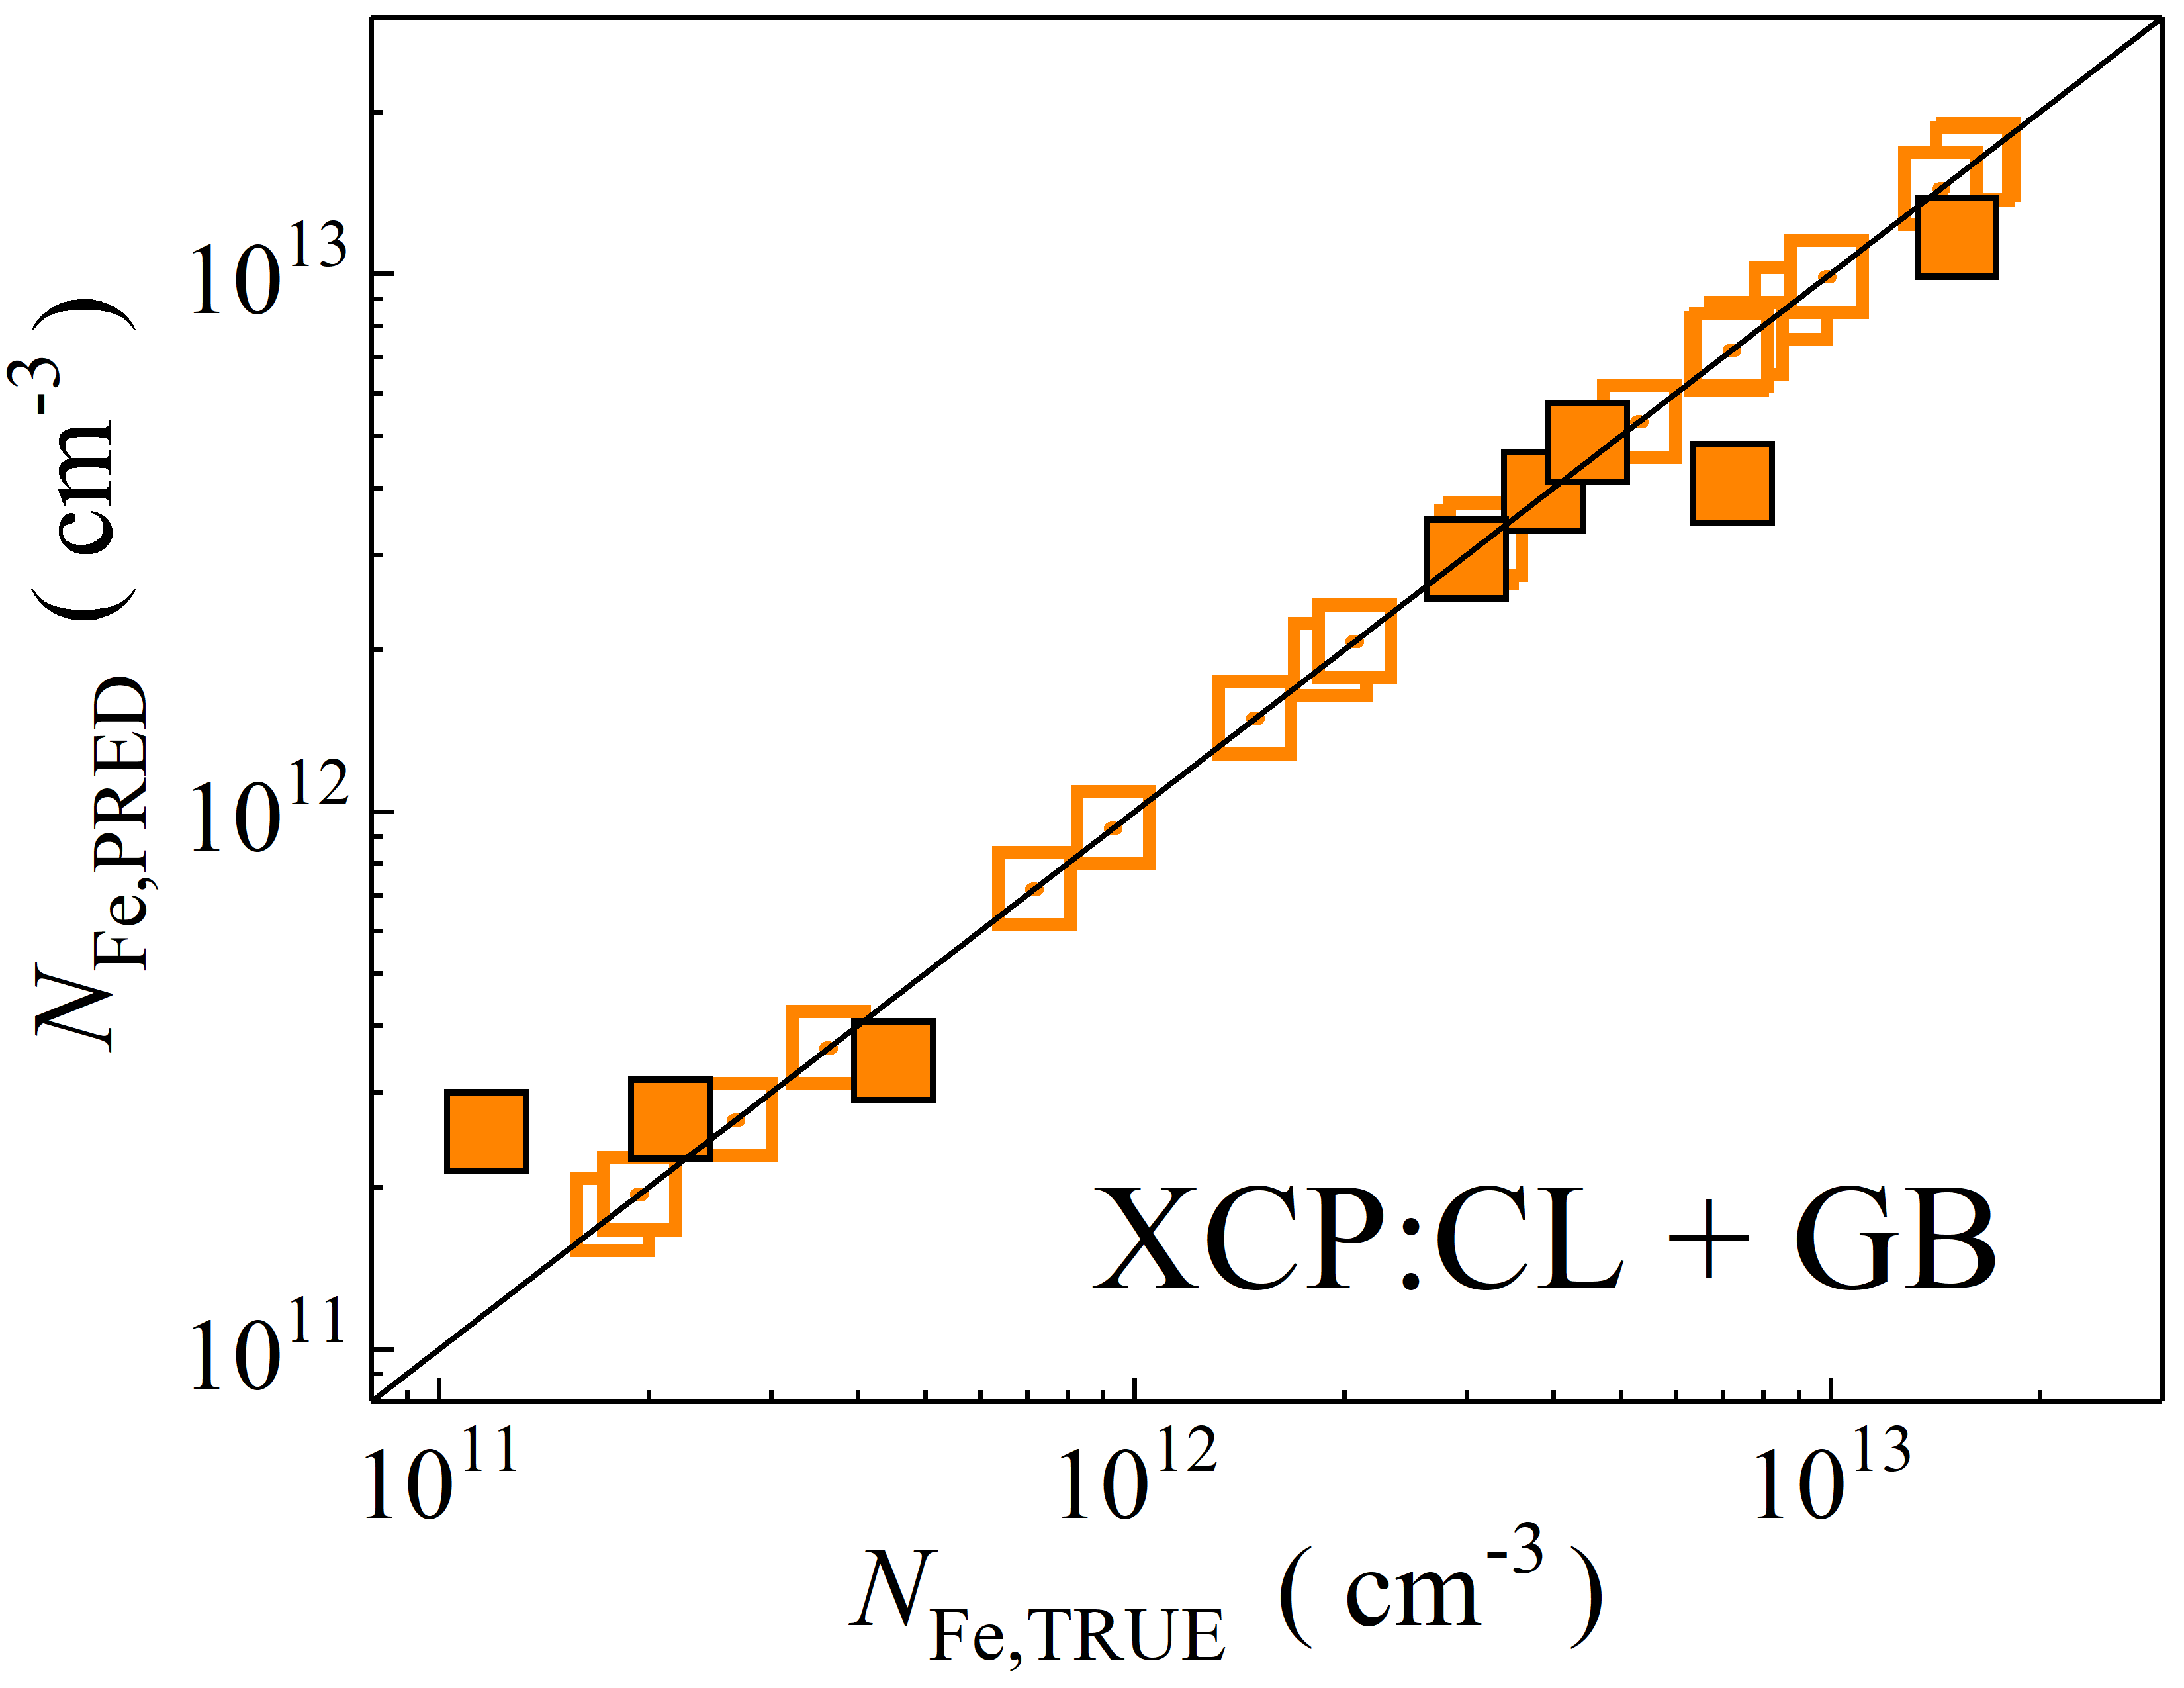 N_Fe,PRED ( cm^-3 )
10^13
10^12
10^11
XCP:CL + GB
10^11 10^12 10^13
N_Fe,TRUE ( cm^-3 )